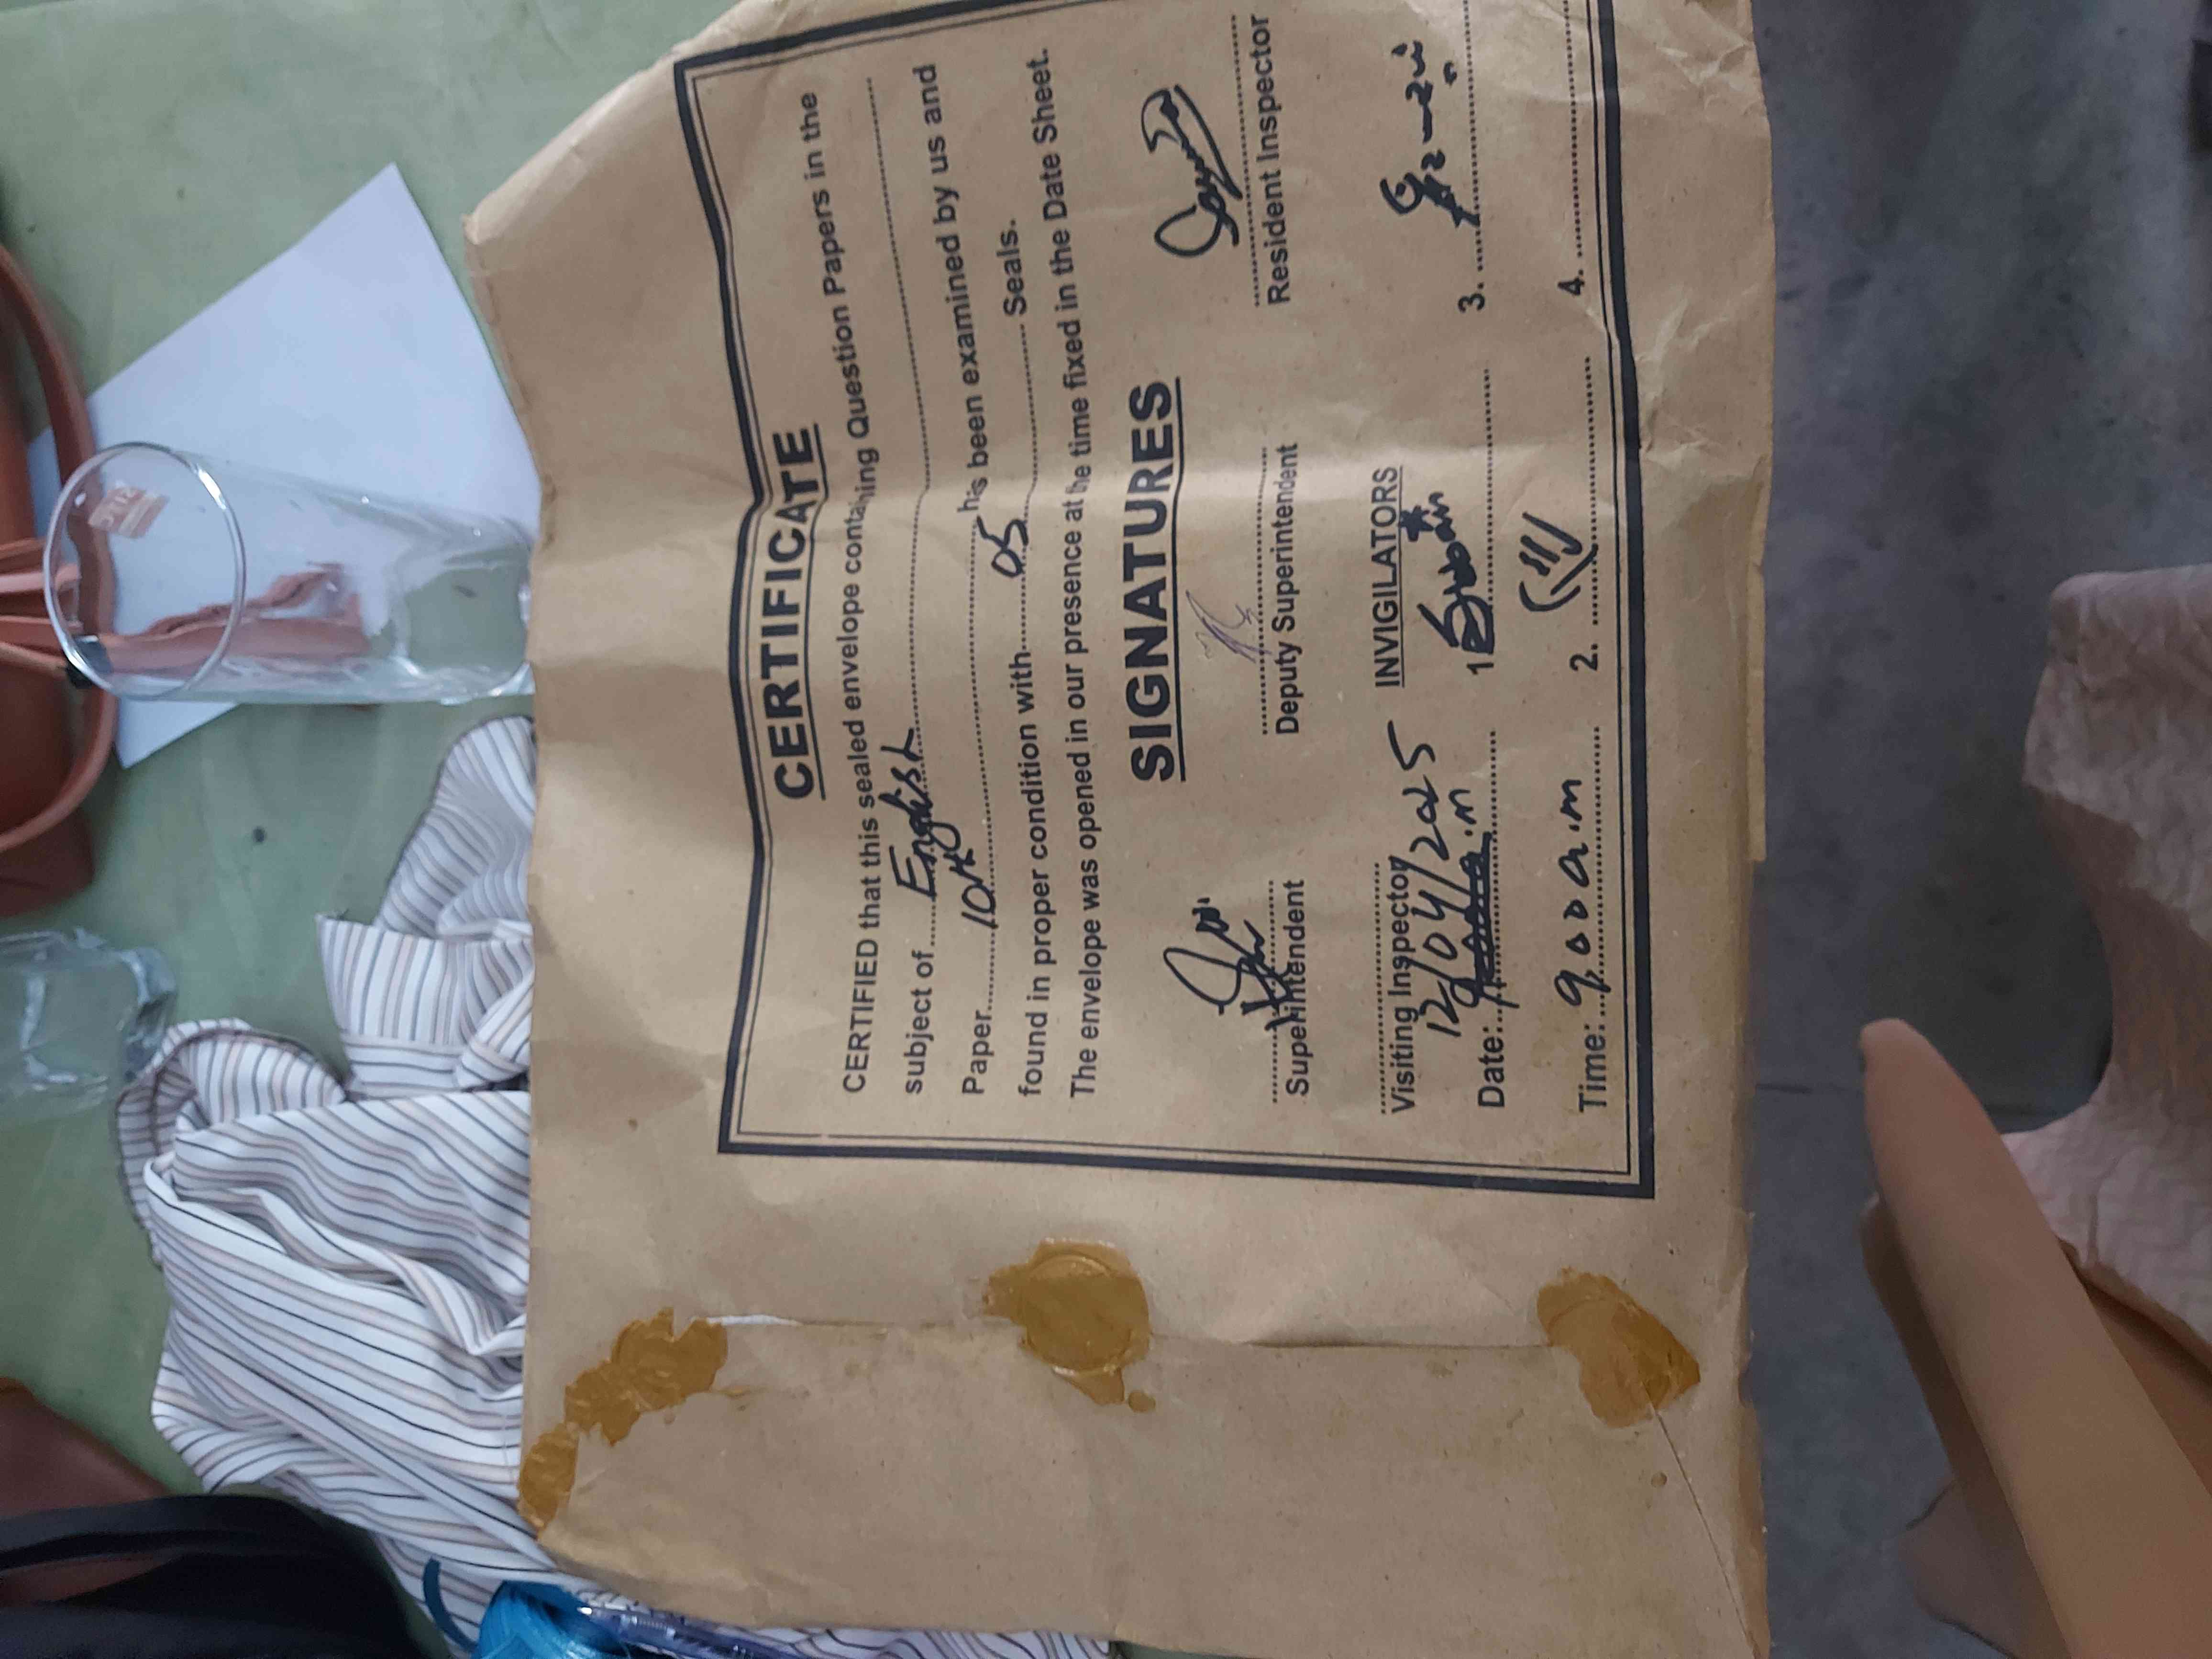 CERTIFICATE
CERTIFIED that this sealed envelope containing Question Papers in the
subject of English
Paper 10th has been examined by us and
found in proper condition with 05 Seals.
The envelope was opened in our presence at the time fixed in the Date Sheet.
SIGNATURES
Superintendent Deputy Superintendent Resident Inspector
Visiting Inspector INVIGILATORS
12/04/2025
Date: 1 3.
Time: 9:00 a.m 2. 4.